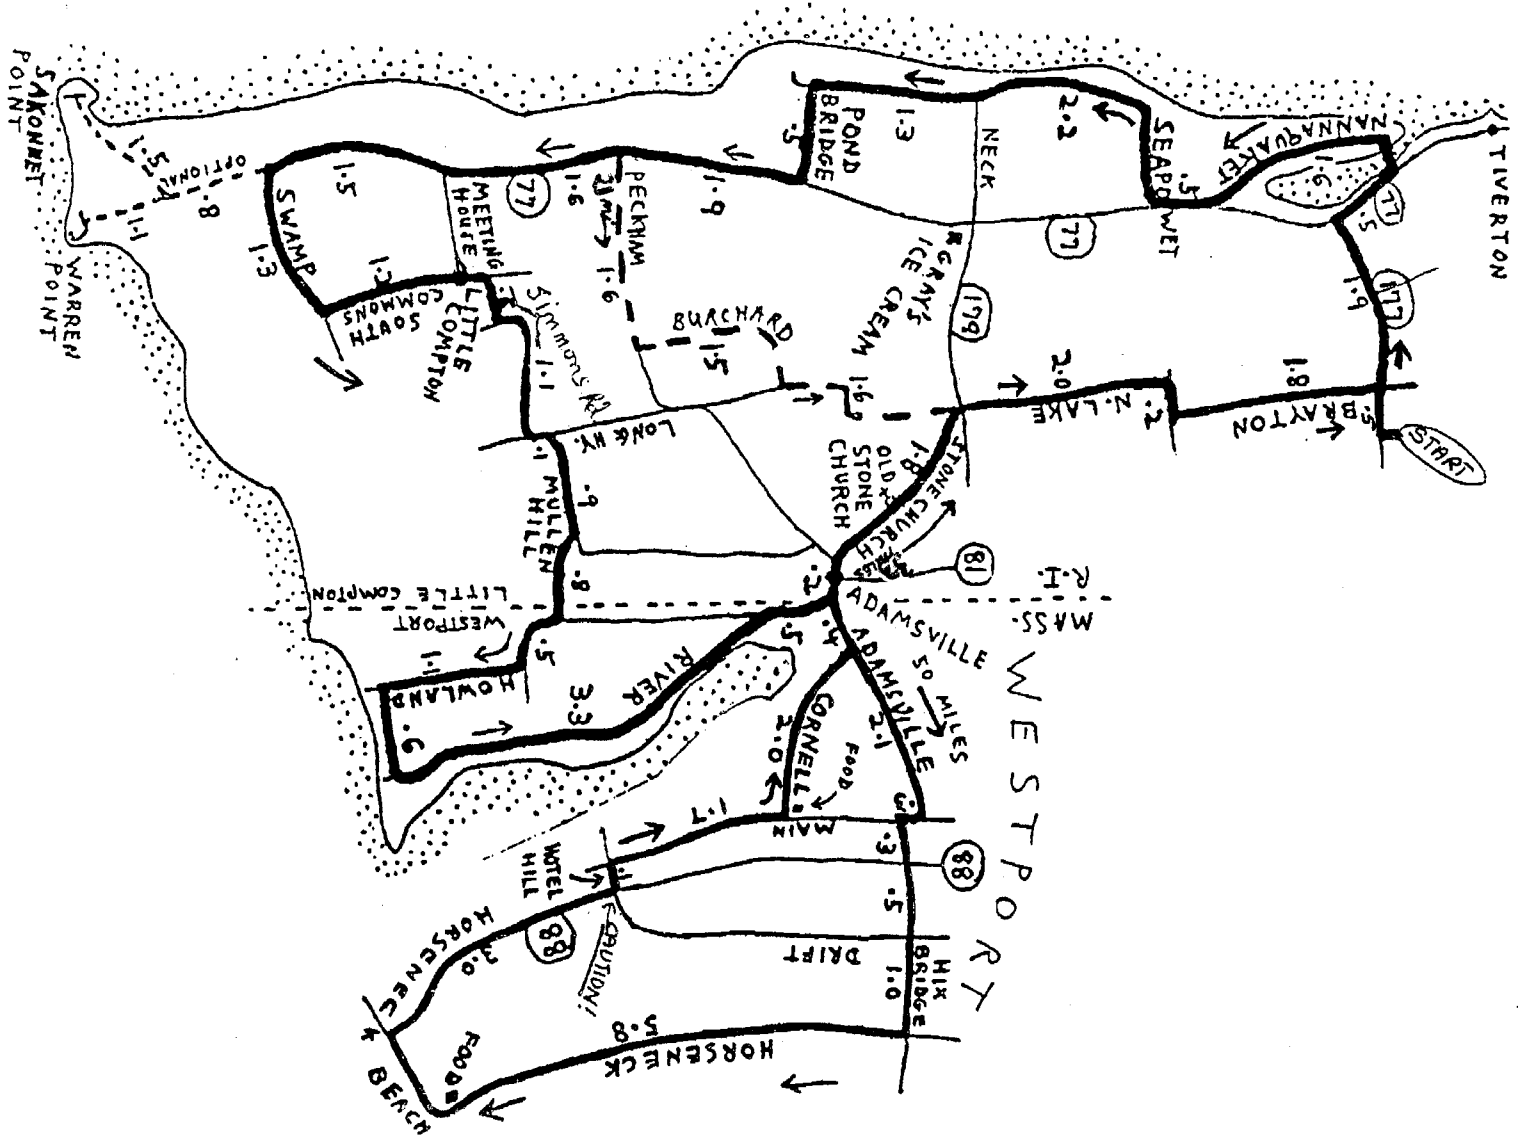 TIVERTON
SAKONNET
POINT
WARREN
POINT
1.5
OPTIONAL
.8
1.1
1.5
SWAMP
1.3
1.3
SOUTH
COMMONS
MEETING
HOUSE
LITTLE
COMPTON
77
1.6
PECKHAM
1.6
1.9
POND
BRIDGE
.5
1.3
NECK
2.2
SEAPOWET
.5
NANNAQUAKET
1.6
77
.5
177
1.9
77
GRAY'S
ICE CREAM
179
BURCHARD
1.5
1.6
Simmons Rd
1.1
LONG HY.
.1
MULLEN
HILL
.9
.8
2.0
N. LAKE
.2
1.8
BRAYTON
.5
START
OLD
STONE
CHURCH
STONE CHURCH
1.8
81
.2
ADAMSVILLE
R.I.
MASS.
LITTLE COMPTON
WESTPORT
.5
1.1
HOWLAND
.6
3.3
RIVER
.5
.4
ADAMSVILLE
50 MILES
2.1
CORNELL
2.0
FOOD
MAIN
.3
.3
1.7
WESTPORT
HOTEL
HILL
.1
88
.5
88
CAUTION!
DRIFT
HIX
BRIDGE
1.0
HORSENECK
3.0
5.8
HORSENECK
FOOD
BEACH